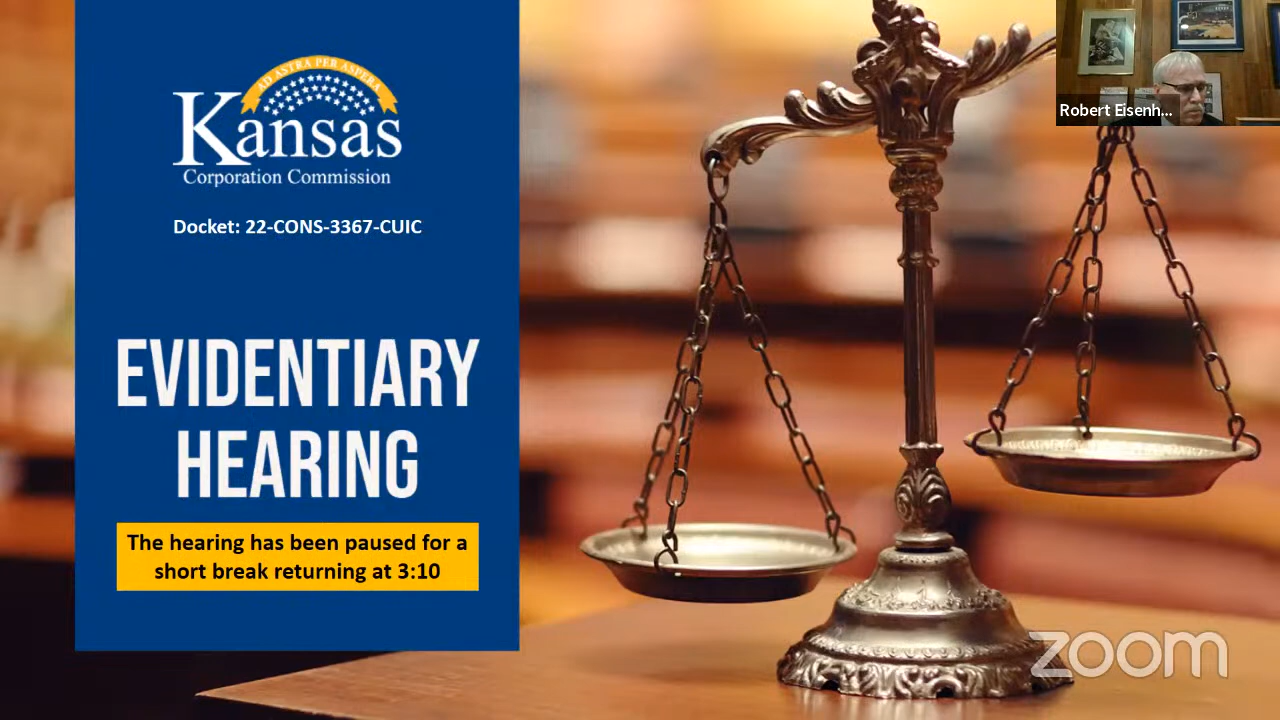 AD ASTRA PER ASPERA
Kansas
Corporation Commission
Docket: 22-CONS-3367-CUIC
EVIDENTIARY
HEARING
The hearing has been paused for a
short break returning at 3:10
Robert Eisenh...
zoom